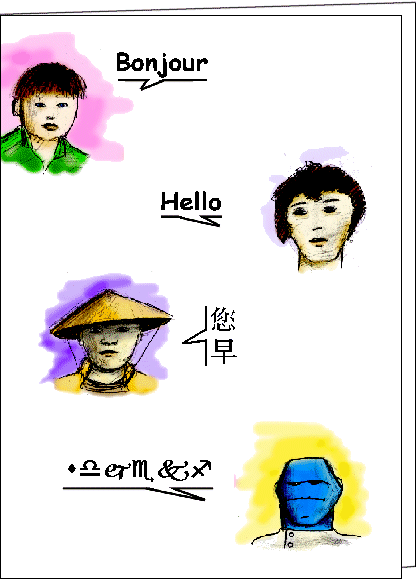 Bonjour
Hello
您
早
⬧♎🙰♏🙵♐